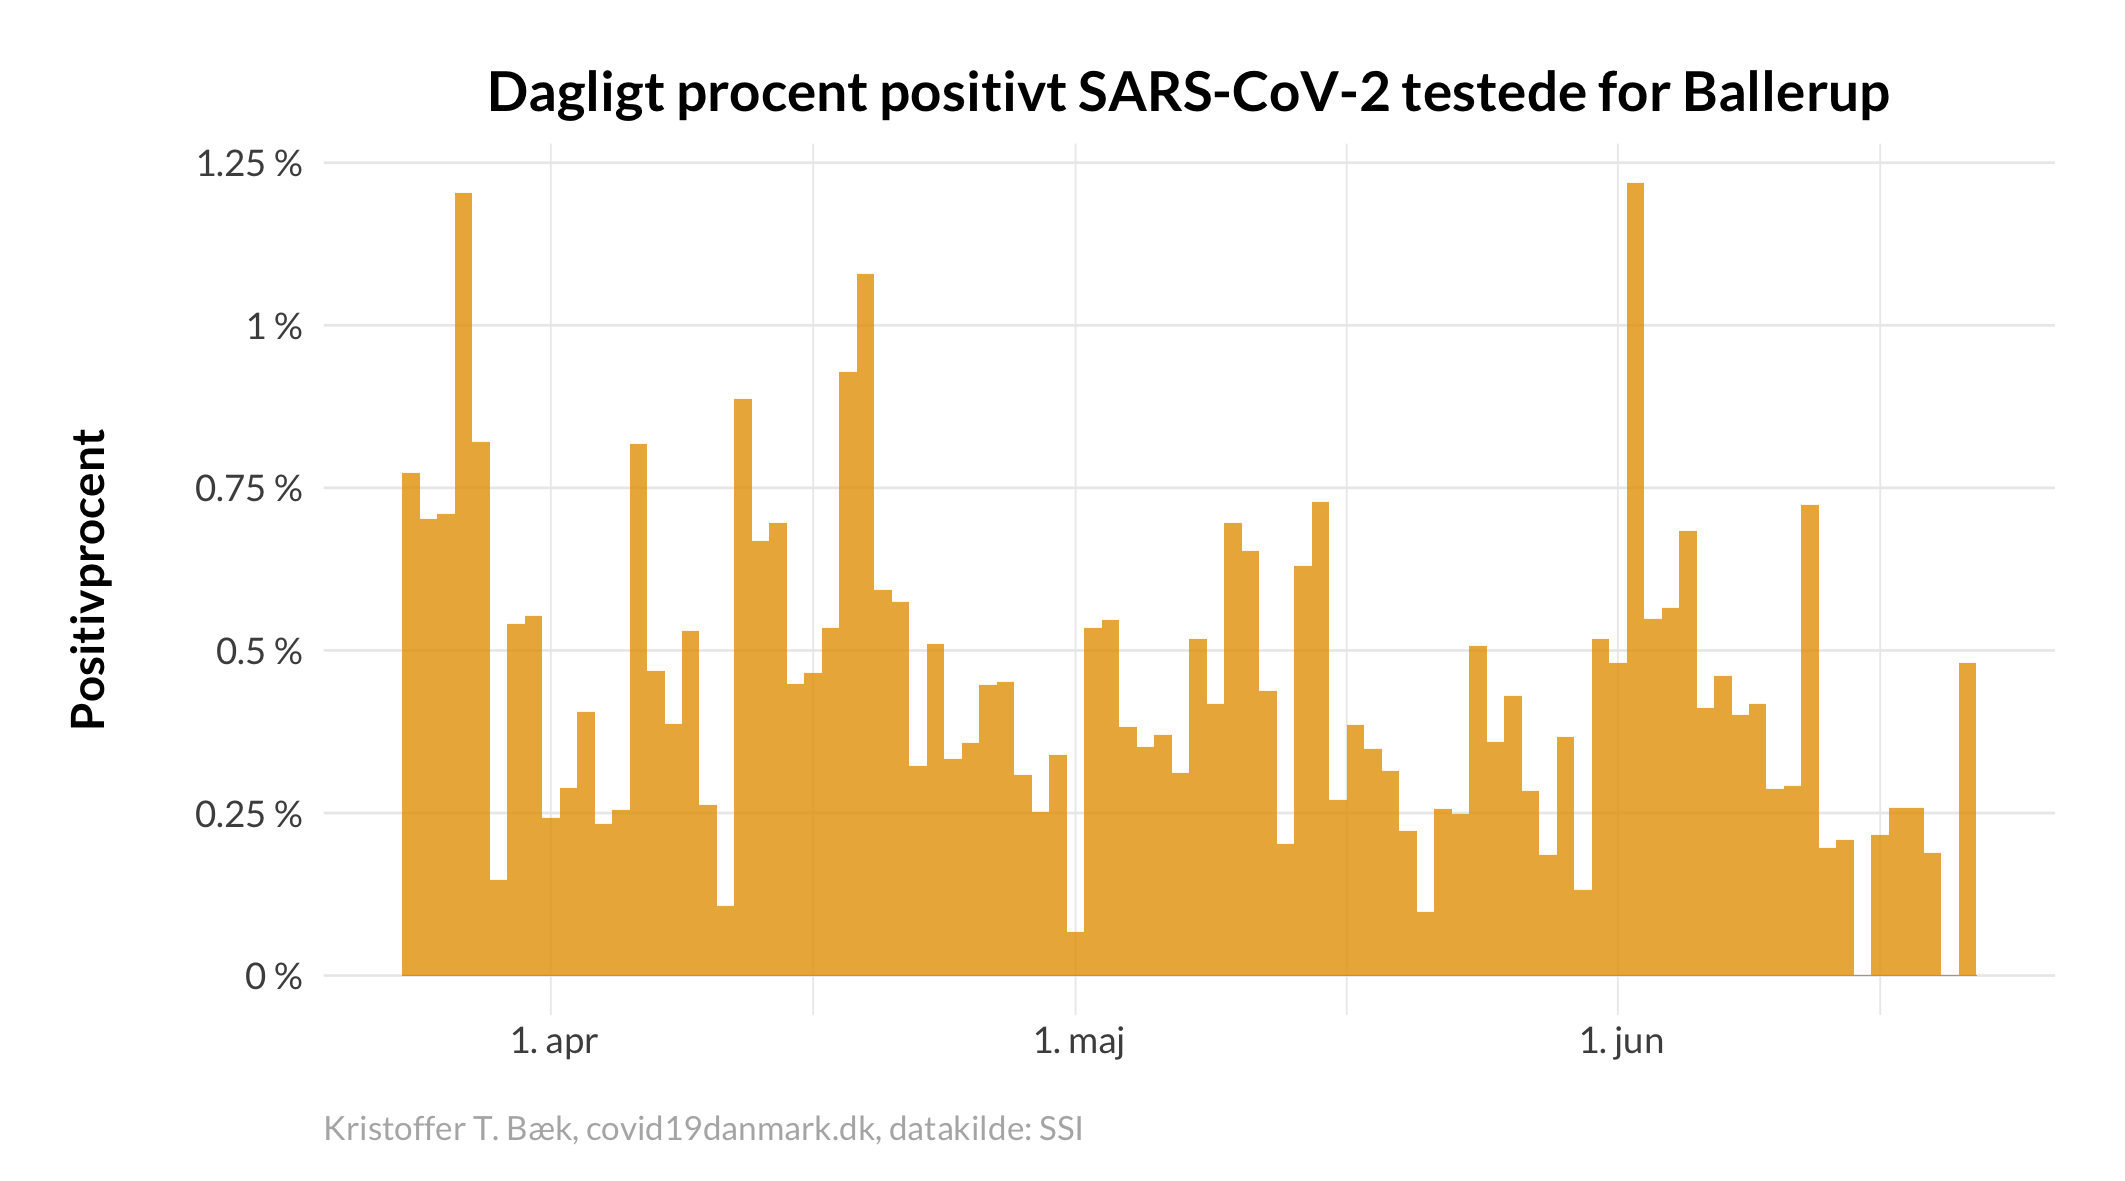 Dagligt procent positivt SARS-CoV-2 testede for Ballerup
Positivprocent
1.25 %
1 %
0.75 %
0.5 %
0.25 %
0 %
1. apr
1. maj
1. jun
Kristoffer T. Bæk, covid19danmark.dk, datakilde: SSI